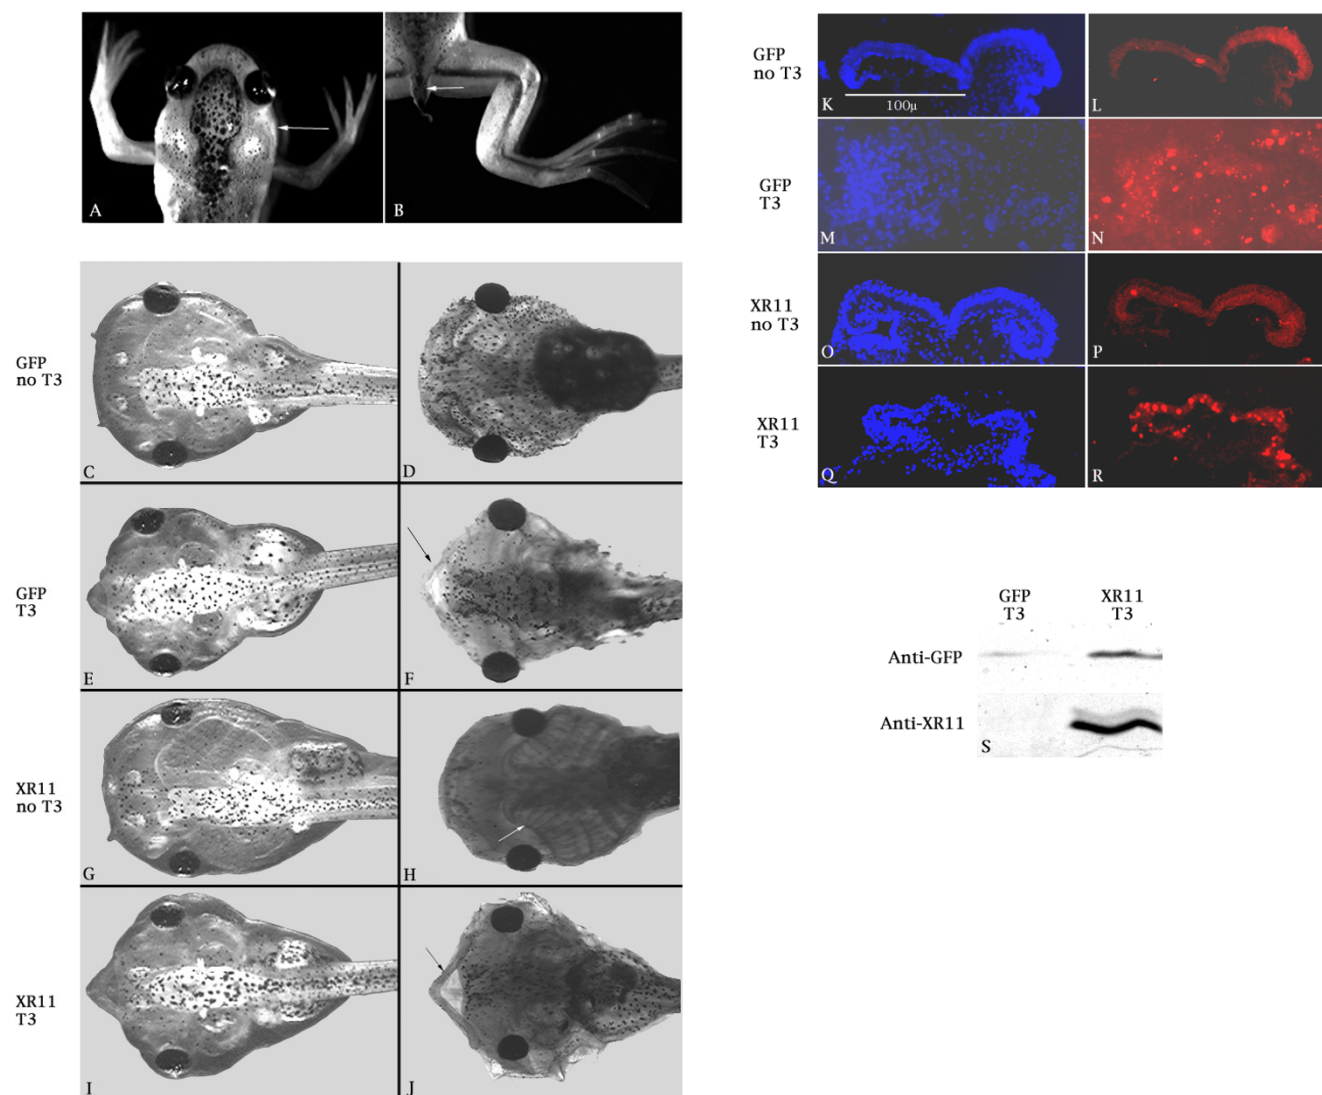 A
B
GFP
no T3
C
D
GFP
T3
E
F
XR11
no T3
G
H
XR11
T3
I
J
GFP
no T3
K
100μ
L
GFP
T3
M
N
XR11
no T3
O
P
XR11
T3
Q
R
GFP
T3
XR11
T3
Anti-GFP
Anti-XR11
S